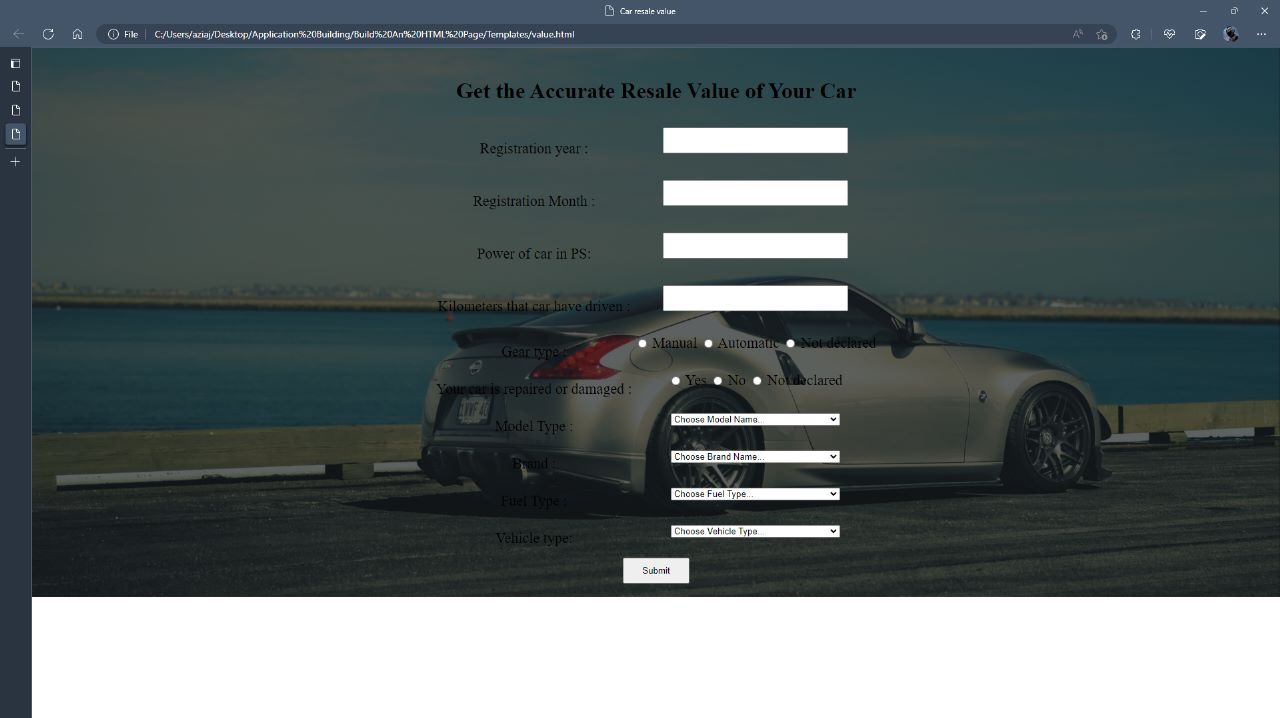 Car resale value
File C:/Users/aziaj/Desktop/Application%20Building/Build%20An%20HTML%20Page/Templates/value.html
Get the Accurate Resale Value of Your Car
Registration year :
Registration Month :
Power of car in PS:
Kilometers that car have driven :
Gear type : Manual Automatic Not declared
Your car is repaired or damaged : Yes No Not declared
Model Type : Choose Model Name...
Brand : Choose Brand Name...
Fuel Type : Choose Fuel Type...
Vehicle type: Choose Vehicle Type...
Submit